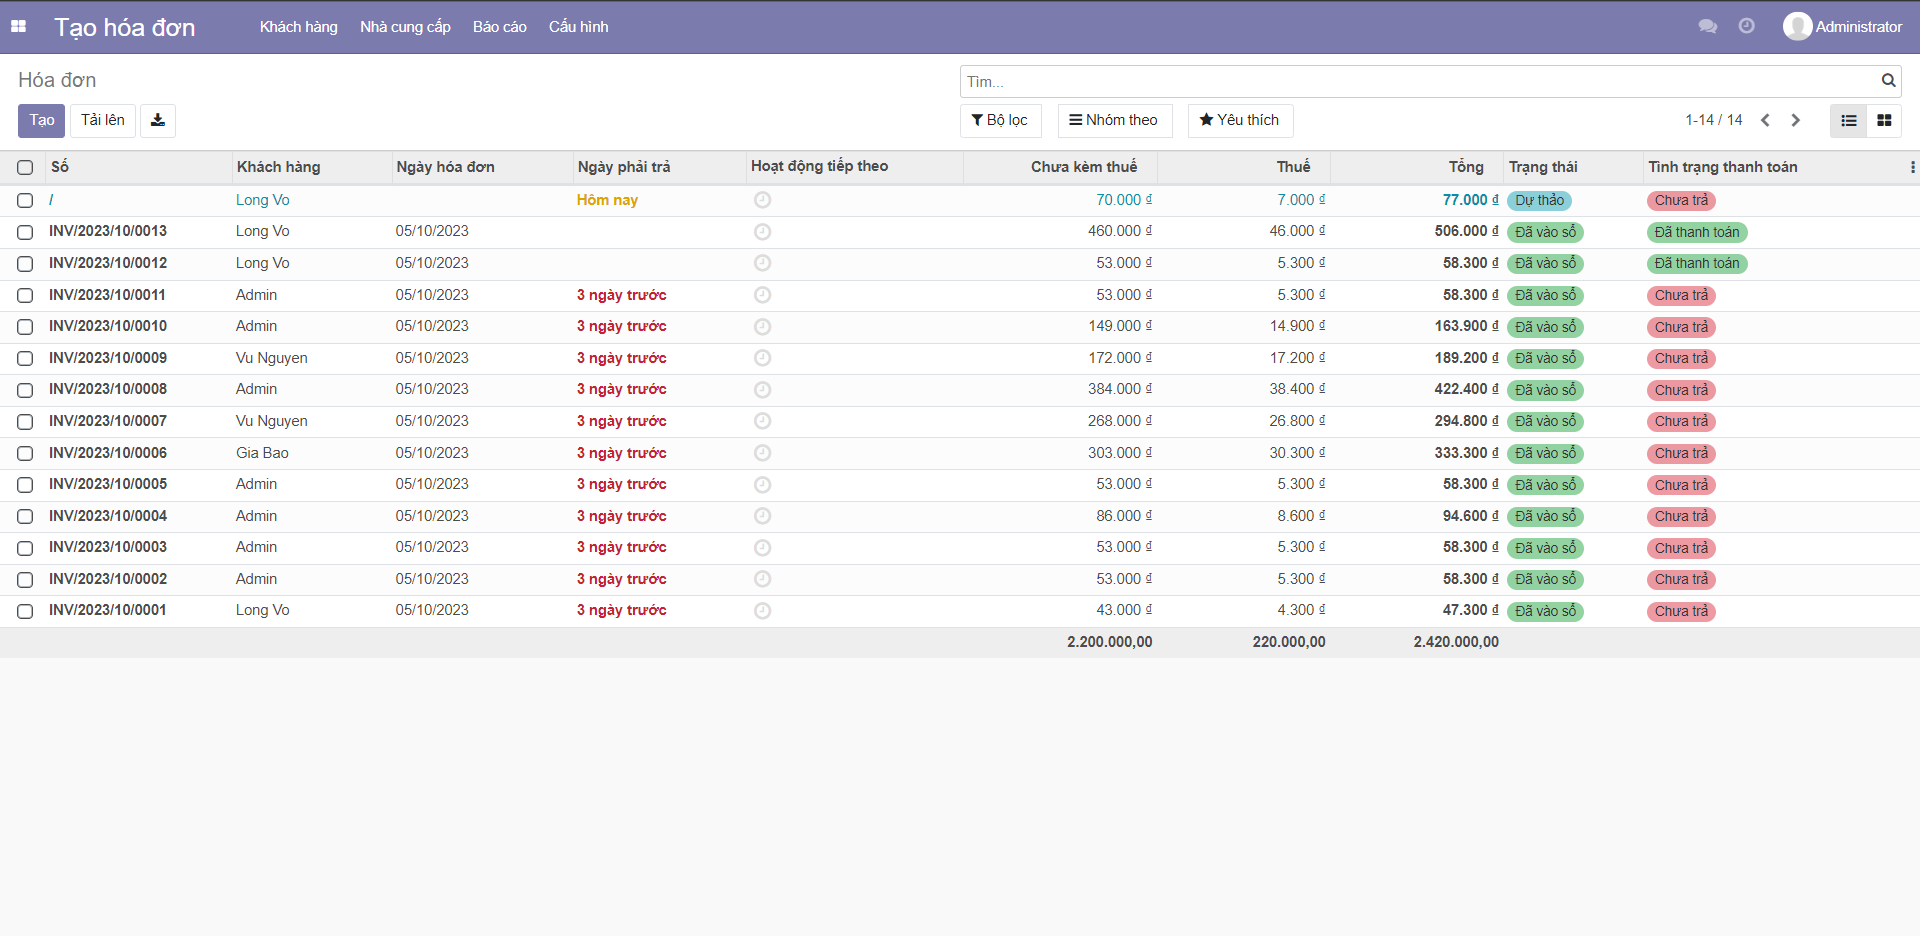 Tạo hóa đơn Khách hàng Nhà cung cấp Báo cáo Cấu hình Administrator
Hóa đơn Tìm...
Tạo Tải lên Bộ lọc Nhóm theo Yêu thích 1-14 / 14
Số Khách hàng Ngày hóa đơn Ngày phải trả Hoạt động tiếp theo Chưa kèm thuế Thuế Tổng Trạng thái Tình trạng thanh toán
/ Long Vo Hôm nay 70.000 ₫ 7.000 ₫ 77.000 ₫ Dự thảo Chưa trả
INV/2023/10/0013 Long Vo 05/10/2023 460.000 ₫ 46.000 ₫ 506.000 ₫ Đã vào sổ Đã thanh toán
INV/2023/10/0012 Long Vo 05/10/2023 53.000 ₫ 5.300 ₫ 58.300 ₫ Đã vào sổ Đã thanh toán
INV/2023/10/0011 Admin 05/10/2023 3 ngày trước 53.000 ₫ 5.300 ₫ 58.300 ₫ Đã vào sổ Chưa trả
INV/2023/10/0010 Admin 05/10/2023 3 ngày trước 149.000 ₫ 14.900 ₫ 163.900 ₫ Đã vào sổ Chưa trả
INV/2023/10/0009 Vu Nguyen 05/10/2023 3 ngày trước 172.000 ₫ 17.200 ₫ 189.200 ₫ Đã vào sổ Chưa trả
INV/2023/10/0008 Admin 05/10/2023 3 ngày trước 384.000 ₫ 38.400 ₫ 422.400 ₫ Đã vào sổ Chưa trả
INV/2023/10/0007 Vu Nguyen 05/10/2023 3 ngày trước 268.000 ₫ 26.800 ₫ 294.800 ₫ Đã vào sổ Chưa trả
INV/2023/10/0006 Gia Bao 05/10/2023 3 ngày trước 303.000 ₫ 30.300 ₫ 333.300 ₫ Đã vào sổ Chưa trả
INV/2023/10/0005 Admin 05/10/2023 3 ngày trước 53.000 ₫ 5.300 ₫ 58.300 ₫ Đã vào sổ Chưa trả
INV/2023/10/0004 Admin 05/10/2023 3 ngày trước 86.000 ₫ 8.600 ₫ 94.600 ₫ Đã vào sổ Chưa trả
INV/2023/10/0003 Admin 05/10/2023 3 ngày trước 53.000 ₫ 5.300 ₫ 58.300 ₫ Đã vào sổ Chưa trả
INV/2023/10/0002 Admin 05/10/2023 3 ngày trước 53.000 ₫ 5.300 ₫ 58.300 ₫ Đã vào sổ Chưa trả
INV/2023/10/0001 Long Vo 05/10/2023 3 ngày trước 43.000 ₫ 4.300 ₫ 47.300 ₫ Đã vào sổ Chưa trả
2.200.000,00 220.000,00 2.420.000,00